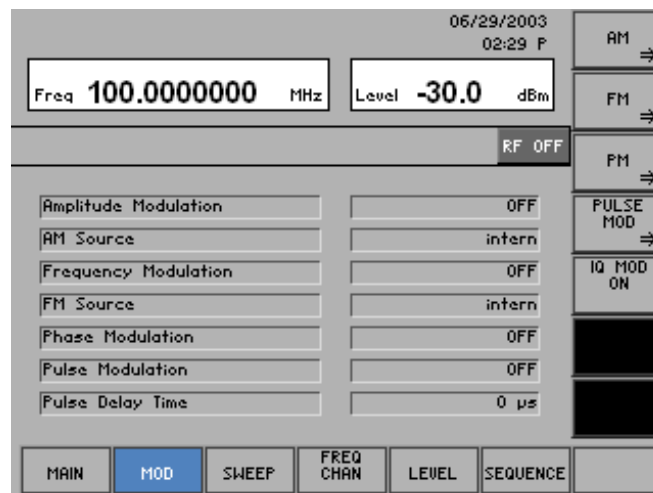 06/29/2003
02:29 P
Freq 100.0000000 MHz
Level -30.0 dBm
RF OFF
Amplitude Modulation OFF
AM Source intern
Frequency Modulation OFF
FM Source intern
Phase Modulation OFF
Pulse Modulation OFF
Pulse Delay Time 0 µs
AM ⇒
FM ⇒
PM ⇒
PULSE
MOD ⇒
IQ MOD
ON
MAIN
MOD
SWEEP
FREQ
CHAN
LEVEL
SEQUENCE